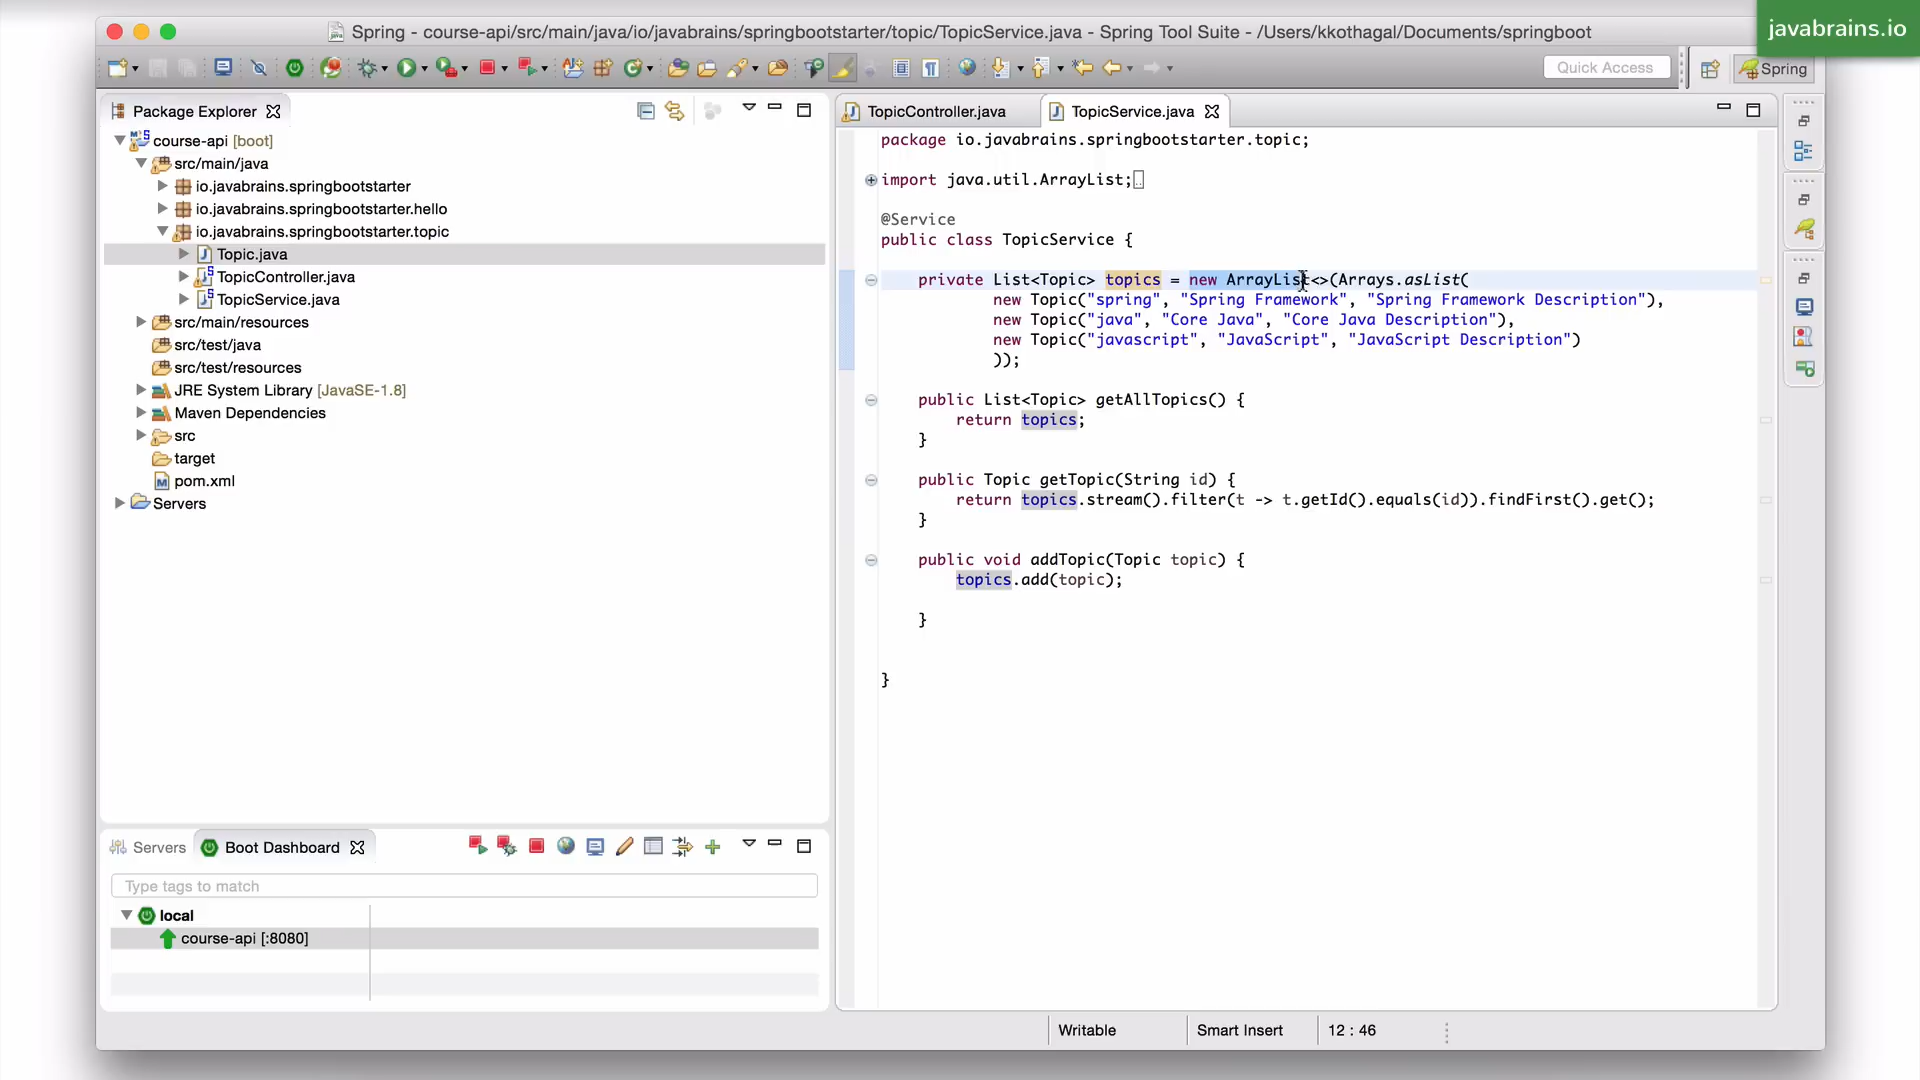 javabrains.io
Spring - course-api/src/main/java/io/javabrains/springbootstarter/topic/TopicService.java - Spring Tool Suite - /Users/kkothagal/Documents/springboot
Quick Access
Spring
Package Explorer
course-api [boot]
src/main/java
io.javabrains.springbootstarter
io.javabrains.springbootstarter.hello
io.javabrains.springbootstarter.topic
Topic.java
TopicController.java
TopicService.java
src/main/resources
src/test/java
src/test/resources
JRE System Library [JavaSE-1.8]
Maven Dependencies
src
target
pom.xml
Servers
TopicController.java
TopicService.java
package io.javabrains.springbootstarter.topic;
import java.util.ArrayList;
@Service
public class TopicService {
private List<Topic> topics = new ArrayList<>(Arrays.asList(
new Topic("spring", "Spring Framework", "Spring Framework Description"),
new Topic("java", "Core Java", "Core Java Description"),
new Topic("javascript", "JavaScript", "JavaScript Description")
));
public List<Topic> getAllTopics() {
return topics;
}
public Topic getTopic(String id) {
return topics.stream().filter(t -> t.getId().equals(id)).findFirst().get();
}
public void addTopic(Topic topic) {
topics.add(topic);
}
}
Servers
Boot Dashboard
Type tags to match
local
course-api [:8080]
Writable
Smart Insert
12 : 46